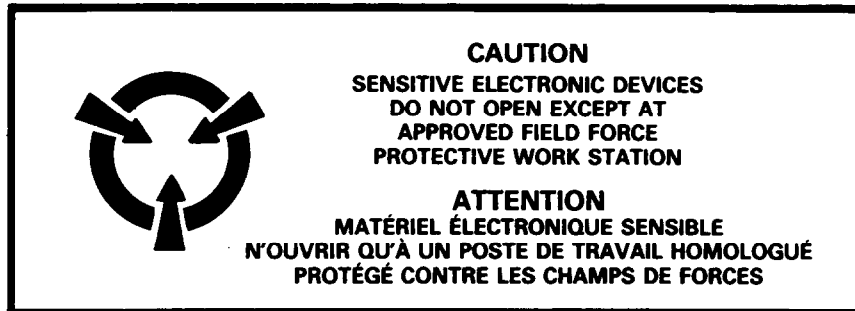 CAUTION
SENSITIVE ELECTRONIC DEVICES
DO NOT OPEN EXCEPT AT
APPROVED FIELD FORCE
PROTECTIVE WORK STATION
ATTENTION
MATÉRIEL ÉLECTRONIQUE SENSIBLE
N'OUVRIR QU'À UN POSTE DE TRAVAIL HOMOLOGUÉ
PROTÉGÉ CONTRE LES CHAMPS DE FORCES